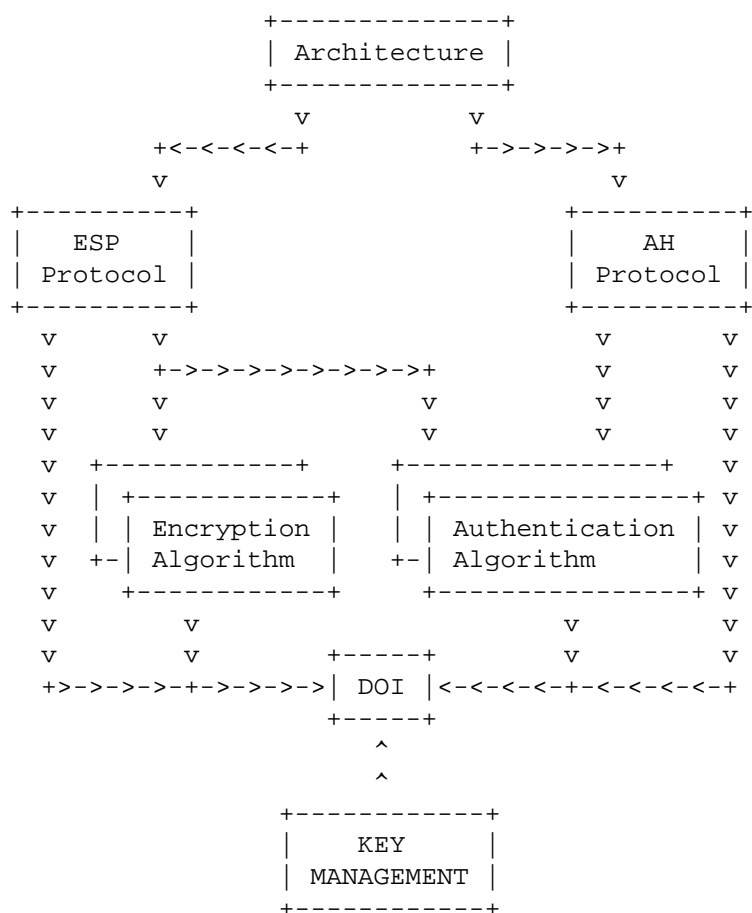 Architecture
ESP AH
Protocol Protocol
Encryption Authentication
Algorithm Algorithm
DOI
KEY
MANAGEMENT